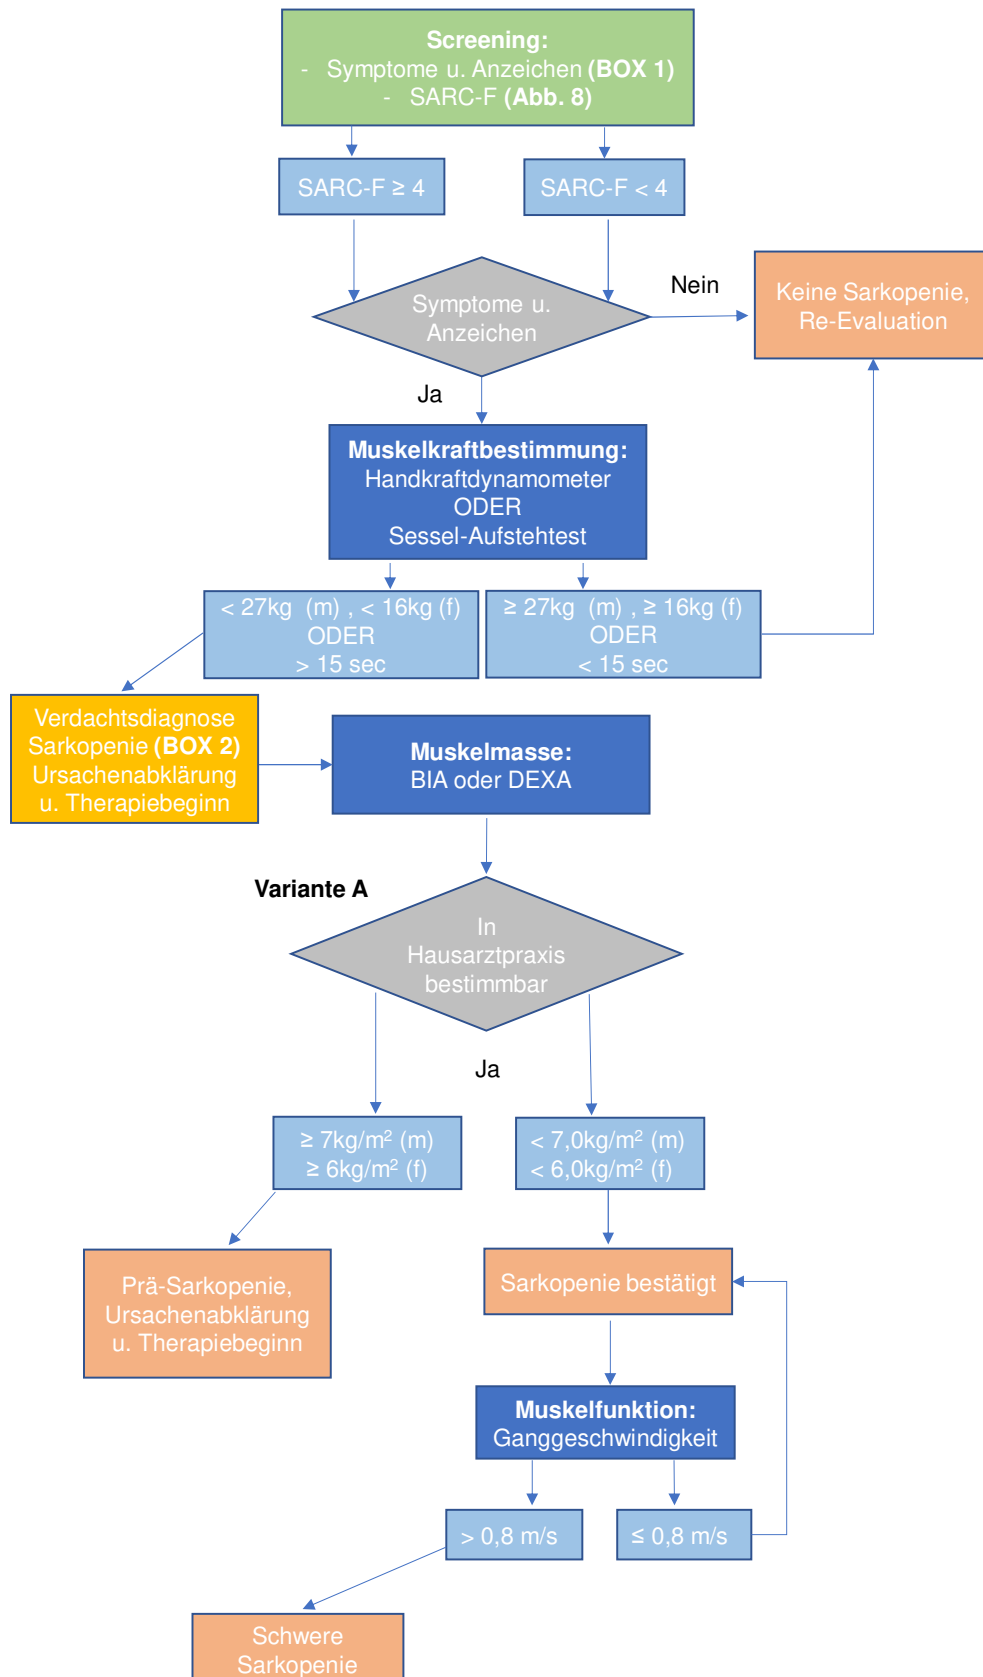 Screening:
- Symptome u. Anzeichen (BOX 1)
- SARC-F (Abb. 8)
SARC-F ≥ 4
SARC-F < 4
Symptome u.
Anzeichen
Nein
Keine Sarkopenie,
Re-Evaluation
Ja
Muskelkraftbestimmung:
Handkraftdynamometer
ODER
Sessel-Aufstehtest
< 27kg (m) , < 16kg (f)
ODER
> 15 sec
≥ 27kg (m) , ≥ 16kg (f)
ODER
< 15 sec
Verdachtsdiagnose
Sarkopenie (BOX 2)
Ursachenabklärung
u. Therapiebeginn
Muskelmasse:
BIA oder DEXA
Variante A
In
Hausarztpraxis
bestimmbar
Ja
≥ 7kg/m² (m)
≥ 6kg/m² (f)
< 7,0kg/m² (m)
< 6,0kg/m² (f)
Prä-Sarkopenie,
Ursachenabklärung
u. Therapiebeginn
Sarkopenie bestätigt
Muskelfunktion:
Ganggeschwindigkeit
> 0,8 m/s
≤ 0,8 m/s
Schwere
Sarkopenie